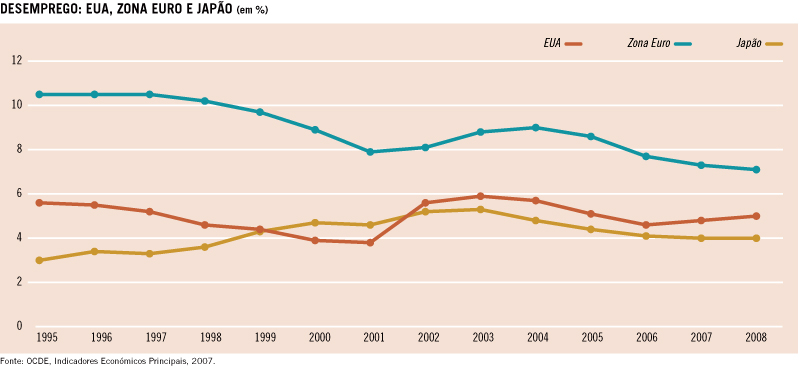 DESEMPREGO: EUA, ZONA EURO E JAPÃO (em %)
EUA Zona Euro Japão
12
10
8
6
4
2
0
1995 1996 1997 1998 1999 2000 2001 2002 2003 2004 2005 2006 2007 2008
Fonte: OCDE, Indicadores Económicos Principais, 2007.